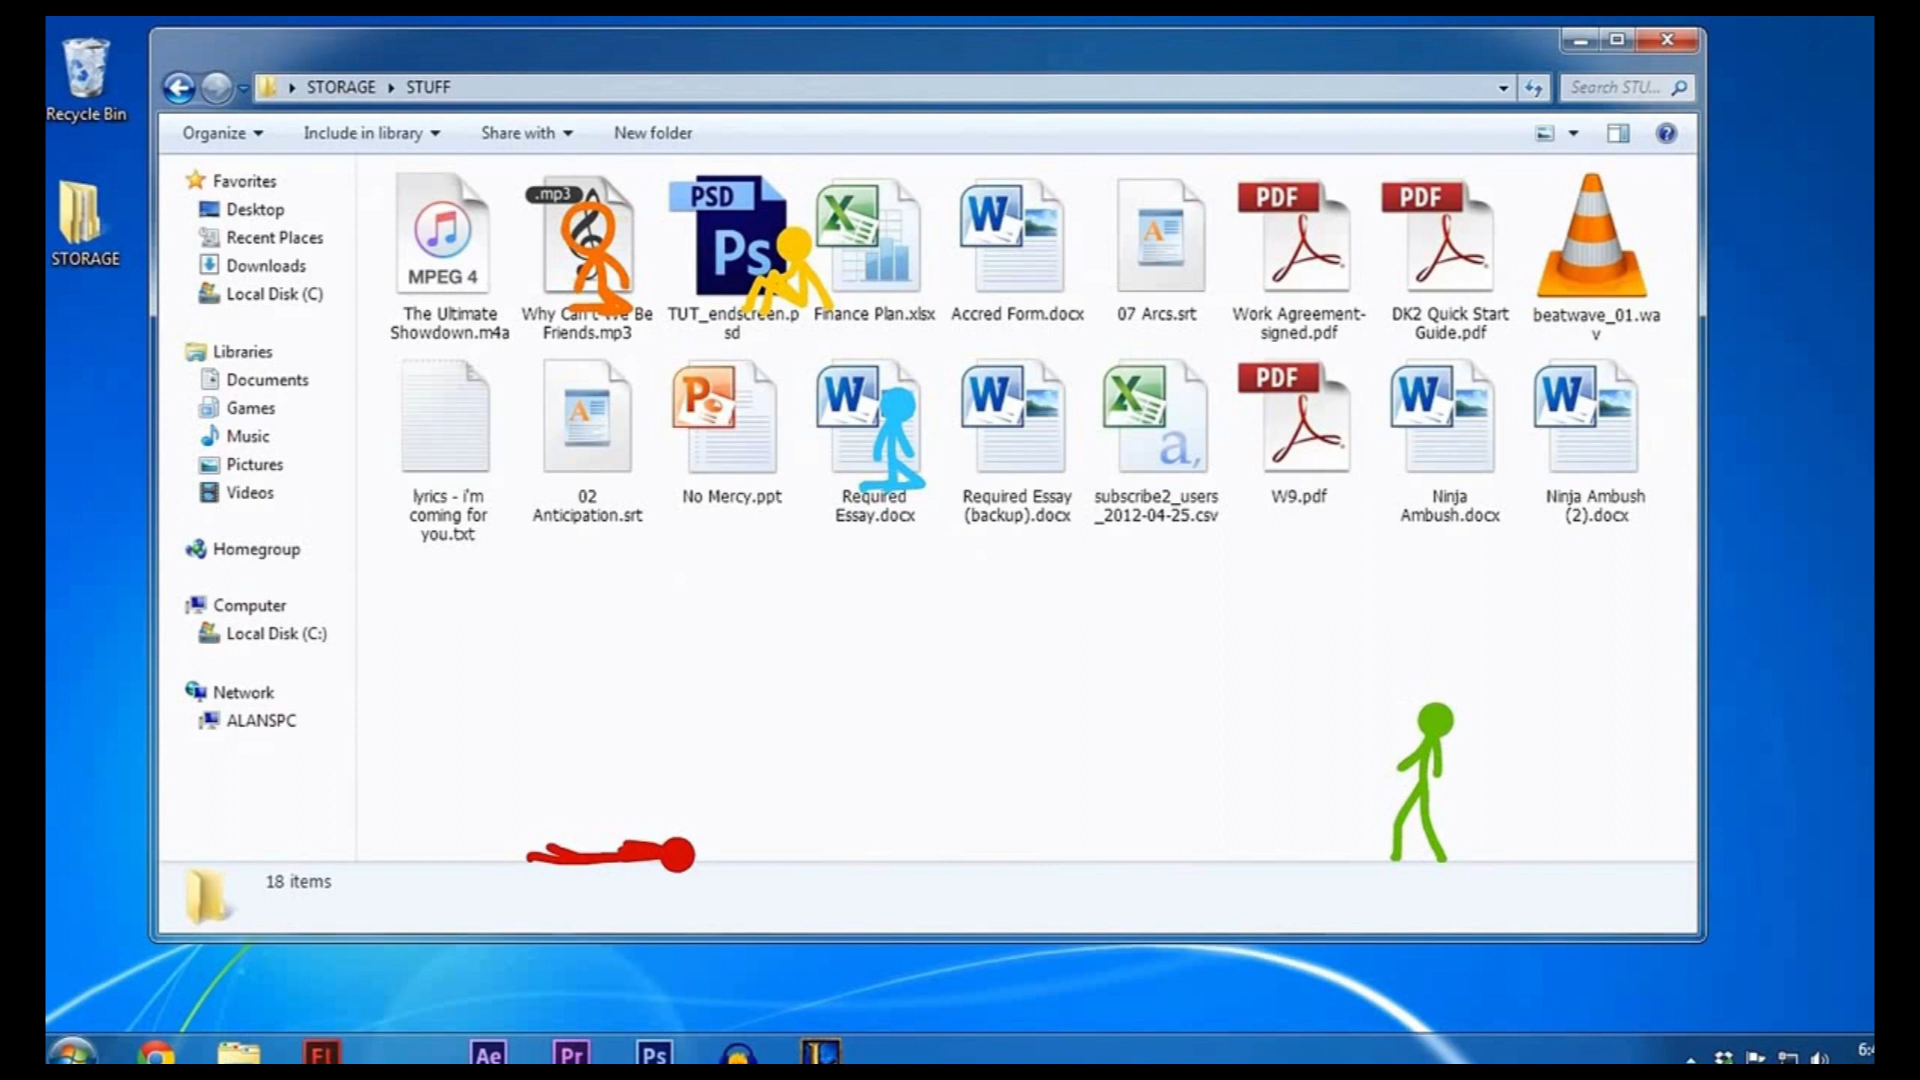 Recycle Bin
STORAGE
STORAGE STUFF
Search STU...
Organize Include in library Share with New folder
Favorites
Desktop
Recent Places
Downloads
Local Disk (C)
Libraries
Documents
Games
Music
Pictures
Videos
Homegroup
Computer
Local Disk (C:)
Network
ALANSPC
MPEG 4
The Ultimate
Showdown.m4a
.mp3
Why Can't We Be
Friends.mp3
PSD
Ps
TUT_endscreen.p
sd
X
Finance Plan.xlsx
W
Accred Form.docx
A
07 Arcs.srt
PDF
Work Agreement-
signed.pdf
PDF
DK2 Quick Start
Guide.pdf
beatwave_01.wa
v
lyrics - i'm
coming for
you.txt
A
02
Anticipation.srt
P
No Mercy.ppt
W
Required
Essay.docx
W
Required Essay
(backup).docx
X
a,
subscribe2_users
_2012-04-25.csv
PDF
W9.pdf
W
Ninja
Ambush.docx
W
Ninja Ambush
(2).docx
18 items
Fl
Ae
Pr
Ps
L